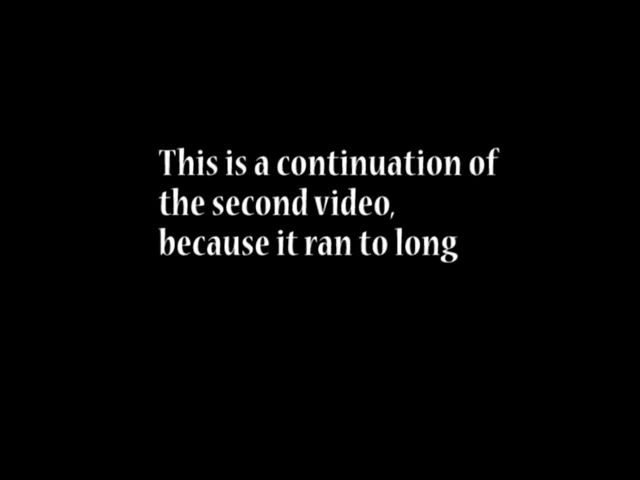 This is a continuation of
the second video,
because it ran to long